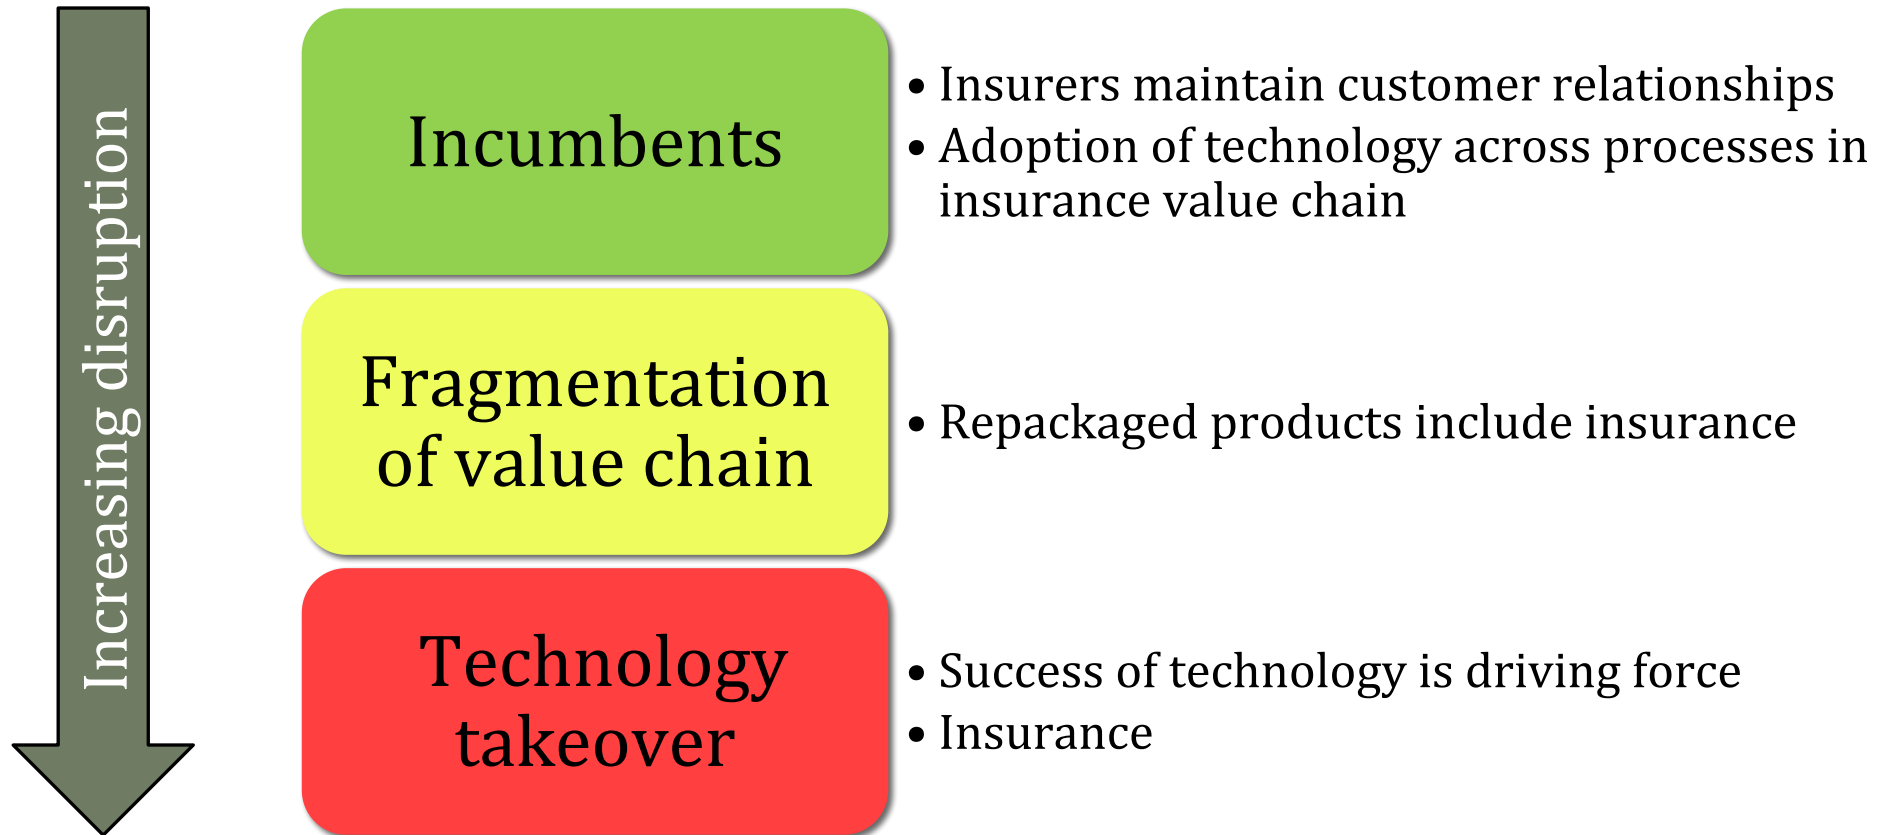 Increasing disruption
Incumbents
• Insurers maintain customer relationships
• Adoption of technology across processes in
insurance value chain
Fragmentation
of value chain
• Repackaged products include insurance
Technology
takeover
• Success of technology is driving force
• Insurance